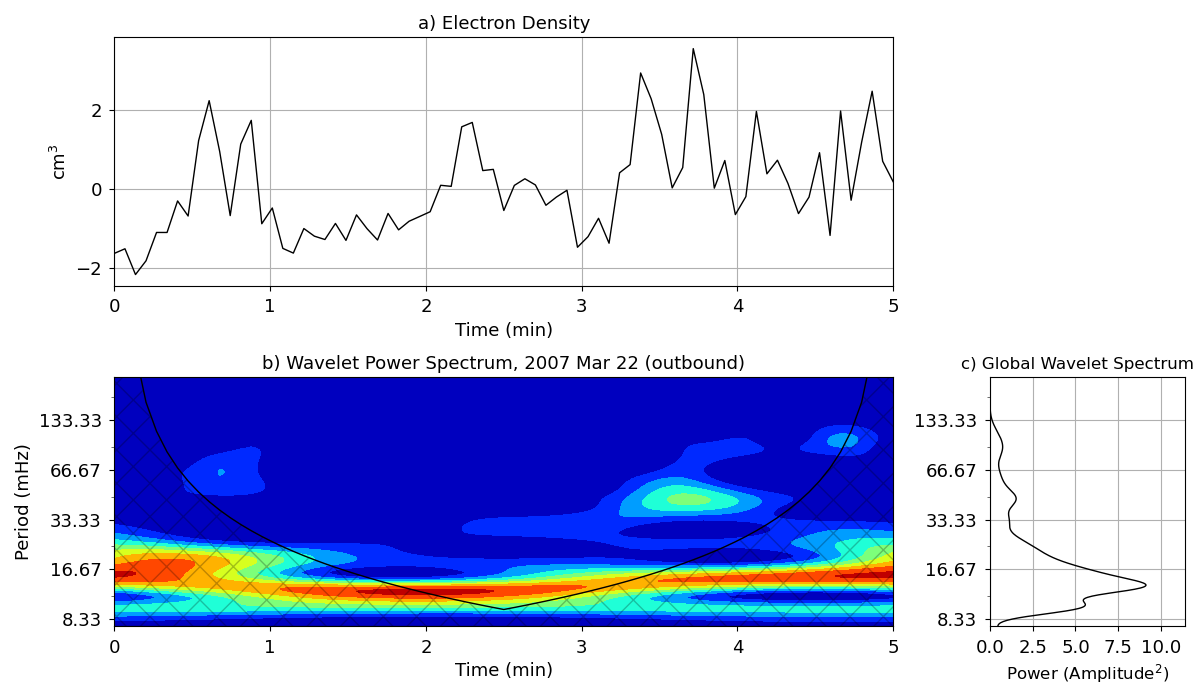 a) Electron Density
cm³
2
0
−2
0 1 2 3 4 5
Time (min)
b) Wavelet Power Spectrum, 2007 Mar 22 (outbound)
Period (mHz)
133.33
66.67
33.33
16.67
8.33
0 1 2 3 4 5
Time (min)
c) Global Wavelet Spectrum
133.33
66.67
33.33
16.67
8.33
0.0 2.5 5.0 7.5 10.0
Power (Amplitude²)